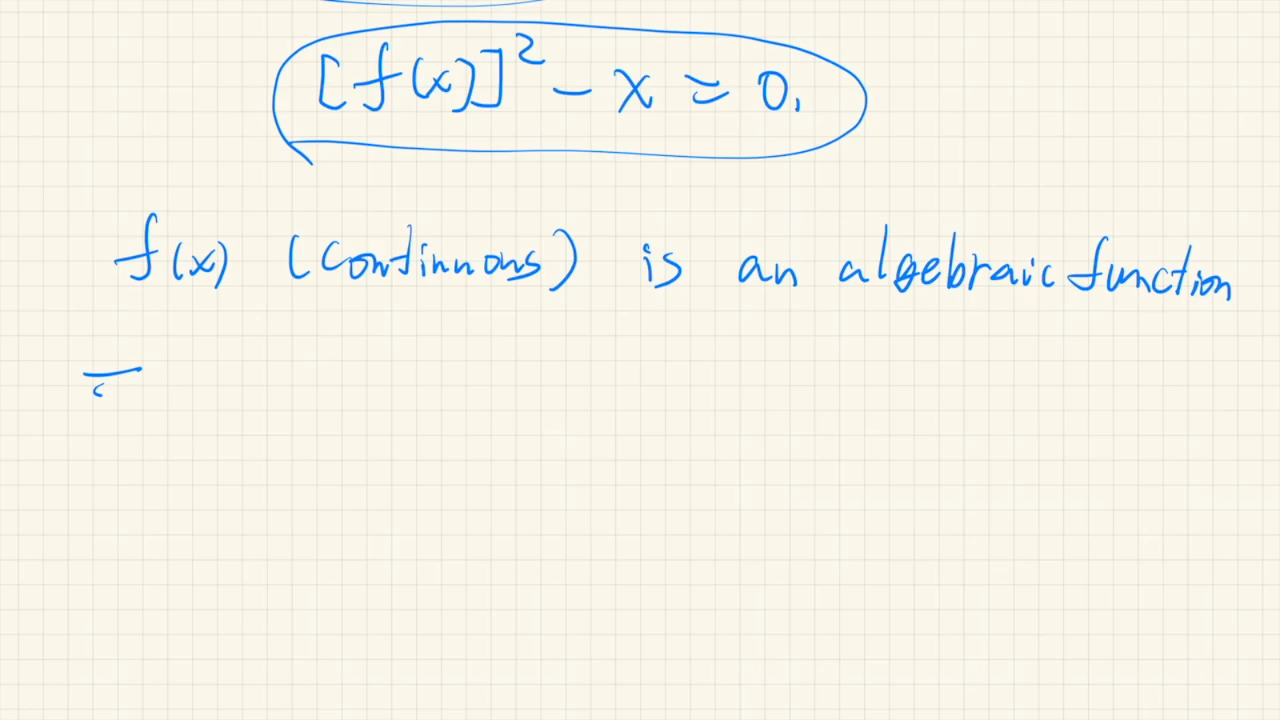 [f(x)]² - x = 0.
f(x) (continuous) is an algebraic function